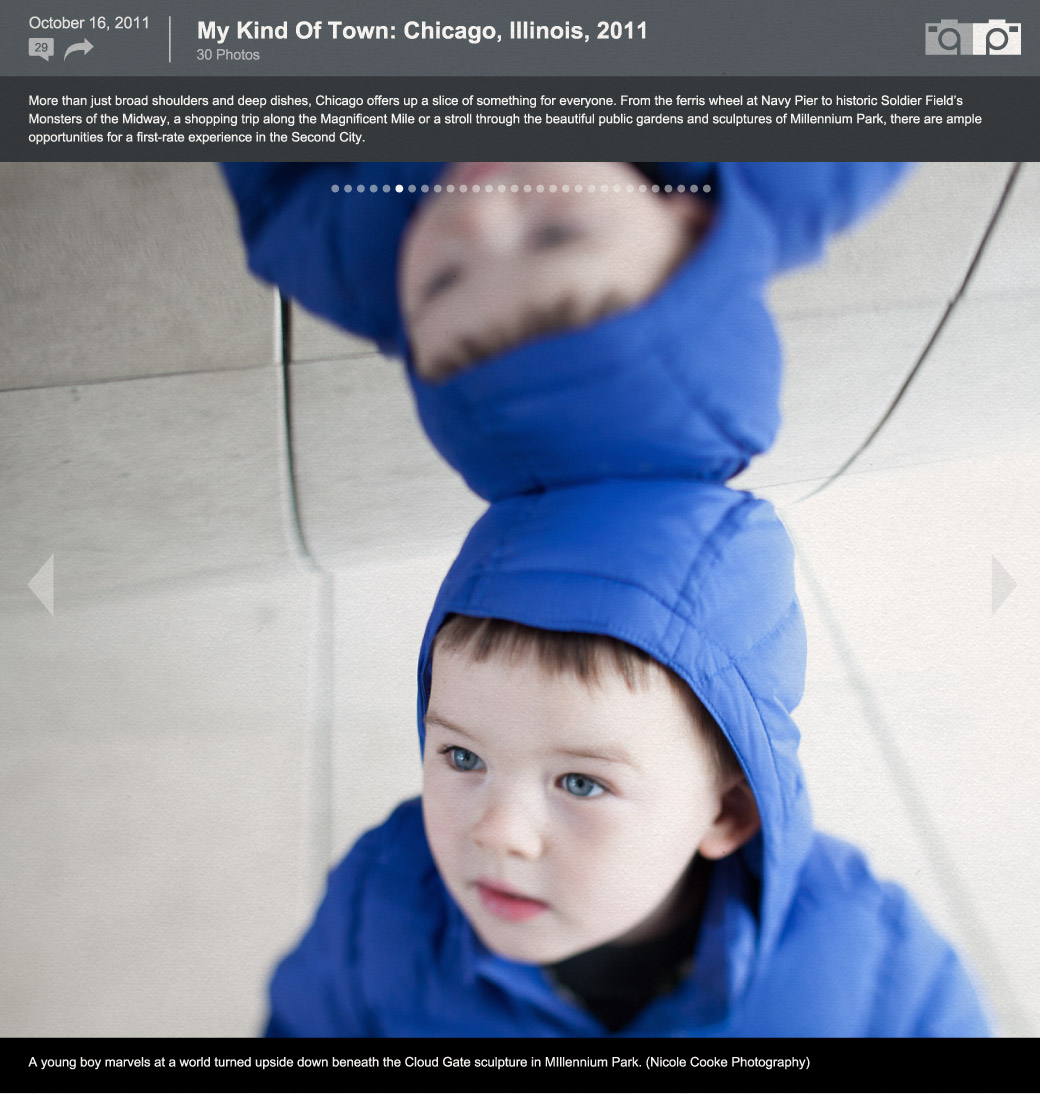 October 16, 2011
29
My Kind Of Town: Chicago, Illinois, 2011
30 Photos
q p
More than just broad shoulders and deep dishes, Chicago offers up a slice of something for everyone. From the ferris wheel at Navy Pier to historic Soldier Field's
Monsters of the Midway, a shopping trip along the Magnificent Mile or a stroll through the beautiful public gardens and sculptures of Millennium Park, there are ample
opportunities for a first-rate experience in the Second City.
A young boy marvels at a world turned upside down beneath the Cloud Gate sculpture in MIllennium Park. (Nicole Cooke Photography)